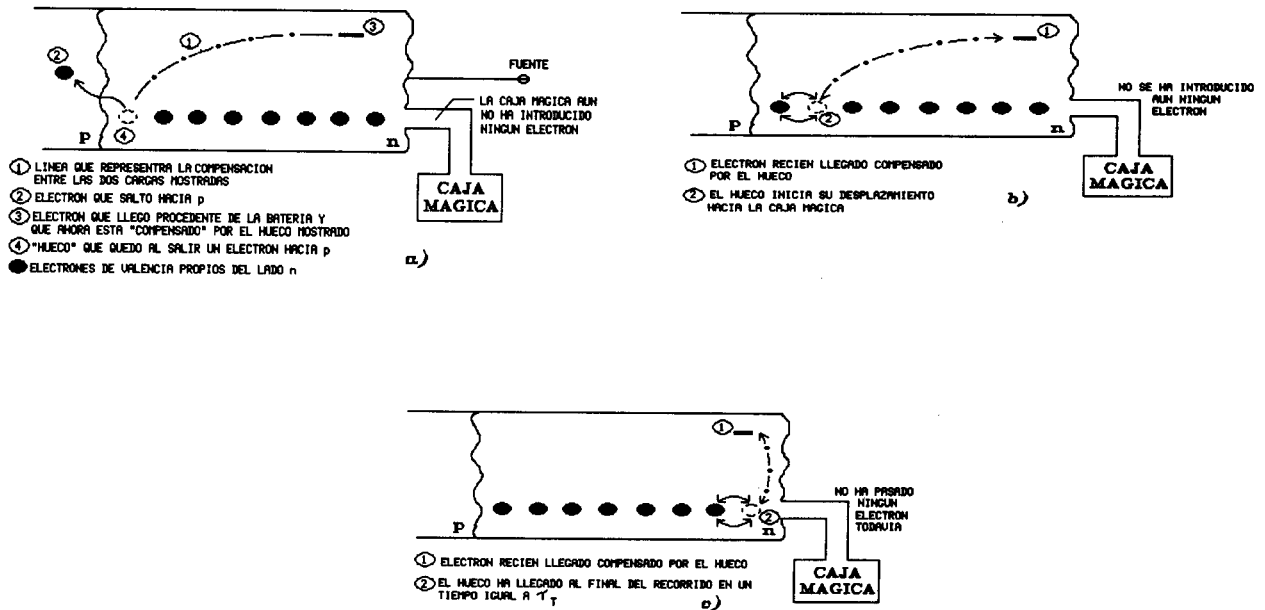 ①
③
②
FUENTE
LA CAJA MAGICA AUN
NO HA INTRODUCIDO
NINGUN ELECTRON
P
④
n
CAJA
MAGICA
① LINEA QUE REPRESENTRA LA COMPENSACION
ENTRE LAS DOS CARGAS MOSTRADAS
② ELECTRON QUE SALTO HACIA p
③ ELECTRON QUE LLEGO PROCEDENTE DE LA BATERIA Y
QUE AHORA ESTA "COMPENSADO" POR EL HUECO MOSTRADO
④ "HUECO" QUE QUEDO AL SALIR UN ELECTRON HACIA p
ELECTRONES DE VALENCIA PROPIOS DEL LADO n
a)
①
NO SE HA INTRODUCIDO
AUN NINGUN
ELECTRON
P
②
n
CAJA
MAGICA
① ELECTRON RECIEN LLEGADO COMPENSADO
POR EL HUECO
② EL HUECO INICIA SU DESPLAZAMIENTO
HACIA LA CAJA MAGICA
b)
①
NO HA PASADO
NINGUN
ELECTRON
TODAVIA
P
②
n
CAJA
MAGICA
① ELECTRON RECIEN LLEGADO COMPENSADO POR EL HUECO
② EL HUECO HA LLEGADO AL FINAL DEL RECORRIDO EN UN
TIEMPO IGUAL A τT
c)